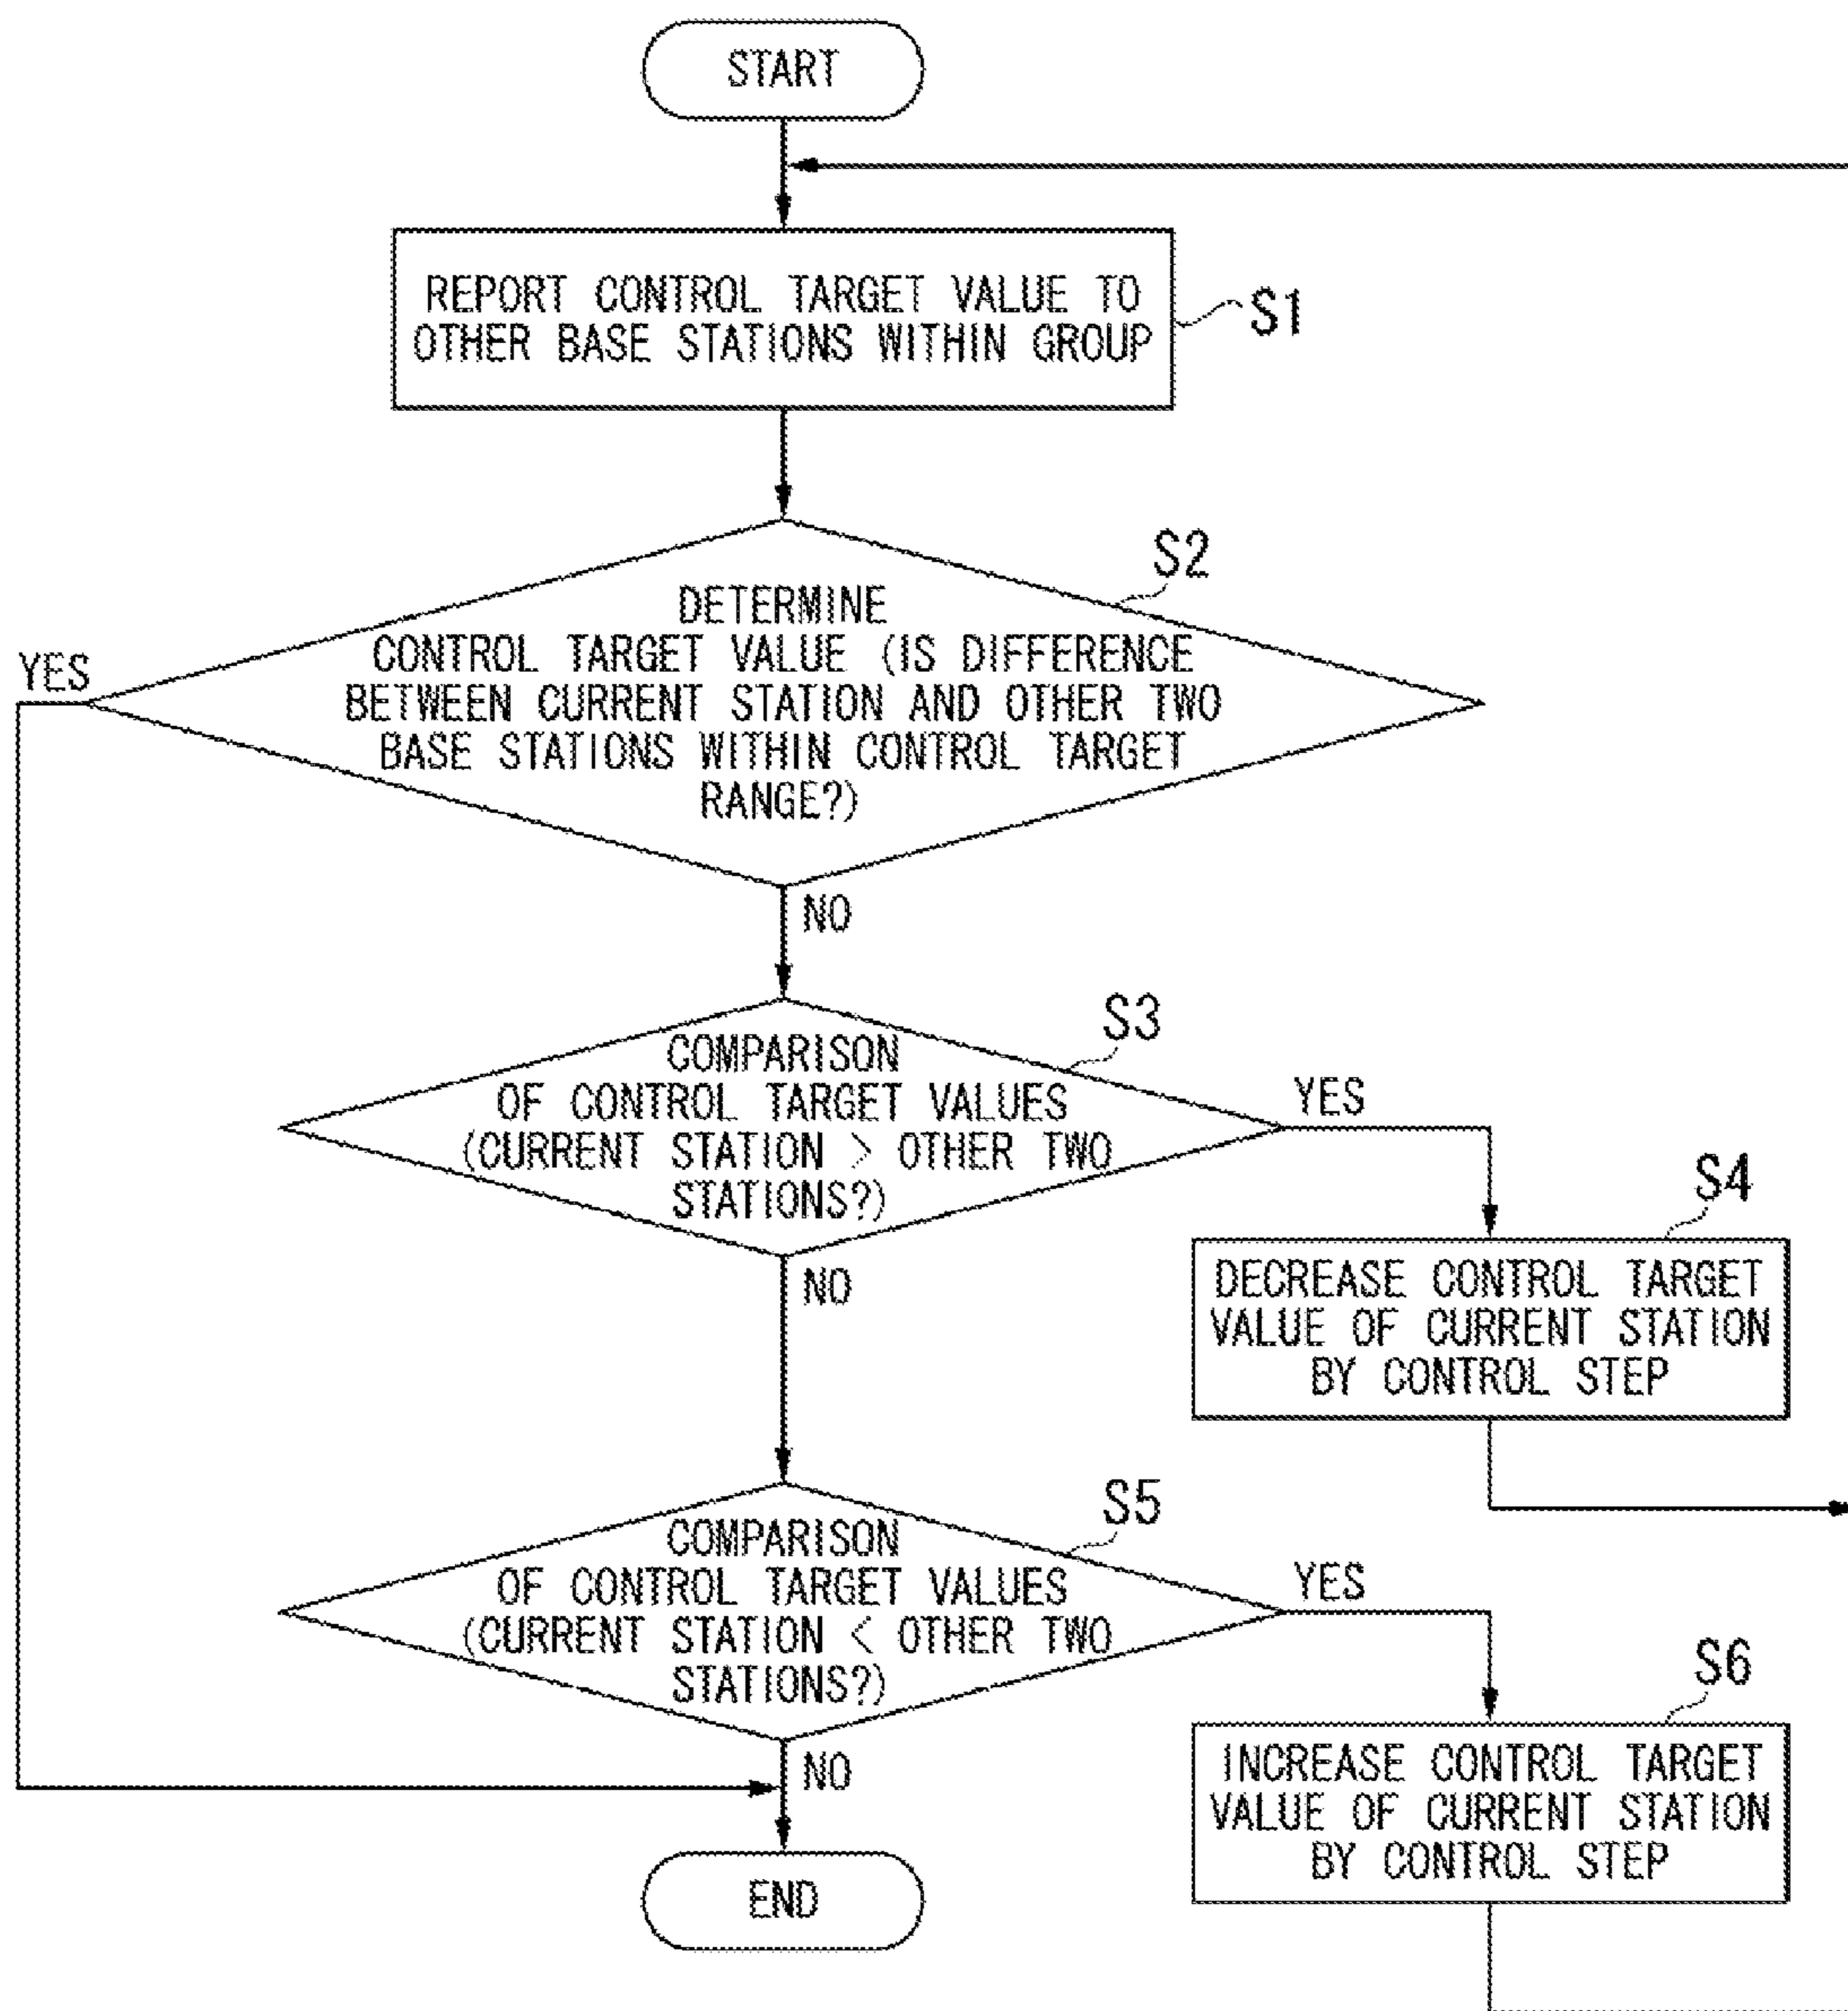 START
REPORT CONTROL TARGET VALUE TO
OTHER BASE STATIONS WITHIN GROUP
S1
S2
DETERMINE
CONTROL TARGET VALUE (IS DIFFERENCE
BETWEEN CURRENT STATION AND OTHER TWO
BASE STATIONS WITHIN CONTROL TARGET
RANGE?)
YES
NO
S3
COMPARISON
OF CONTROL TARGET VALUES
(CURRENT STATION > OTHER TWO
STATIONS?)
YES
NO
S4
DECREASE CONTROL TARGET
VALUE OF CURRENT STATION
BY CONTROL STEP
S5
COMPARISON
OF CONTROL TARGET VALUES
(CURRENT STATION < OTHER TWO
STATIONS?)
YES
NO
S6
INCREASE CONTROL TARGET
VALUE OF CURRENT STATION
BY CONTROL STEP
END